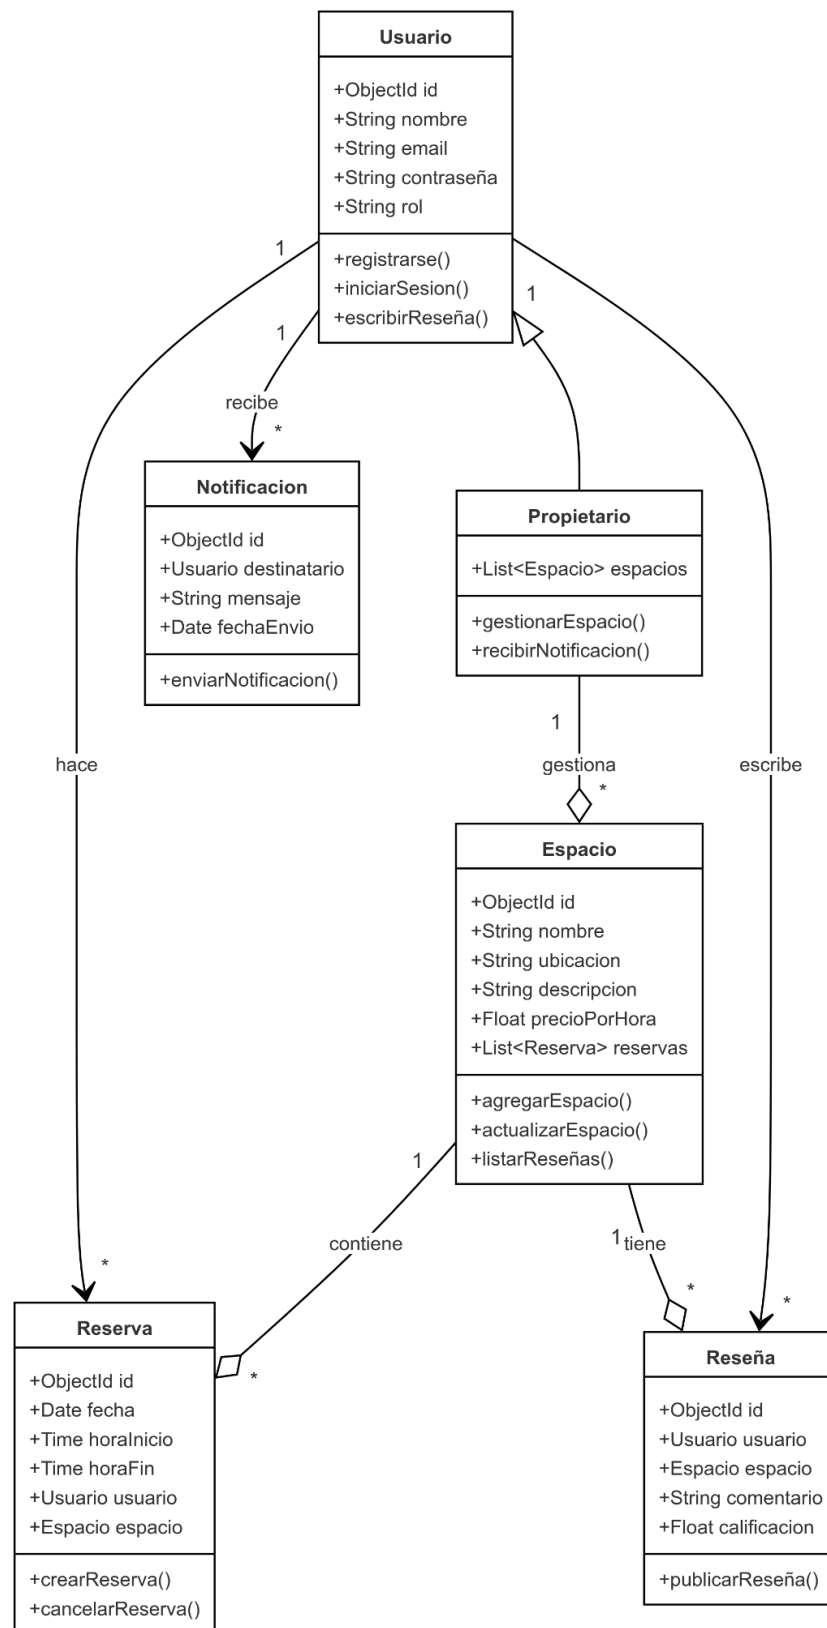 Usuario
+ObjectId id
+String nombre
+String email
+String contraseña
+String rol
+registrarse()
+iniciarSesion()
+escribirReseña()
1
1
1
recibe
*
Notificacion
+ObjectId id
+Usuario destinatario
+String mensaje
+Date fechaEnvio
+enviarNotificacion()
Propietario
+List<Espacio> espacios
+gestionarEspacio()
+recibirNotificacion()
1
hace
gestiona
escribe
*
Espacio
+ObjectId id
+String nombre
+String ubicacion
+String descripcion
+Float precioPorHora
+List<Reserva> reservas
+agregarEspacio()
+actualizarEspacio()
+listarReseñas()
1
contiene
1
tiene
*
*
*
*
Reserva
+ObjectId id
+Date fecha
+Time horaInicio
+Time horaFin
+Usuario usuario
+Espacio espacio
+crearReserva()
+cancelarReserva()
Reseña
+ObjectId id
+Usuario usuario
+Espacio espacio
+String comentario
+Float calificacion
+publicarReseña()